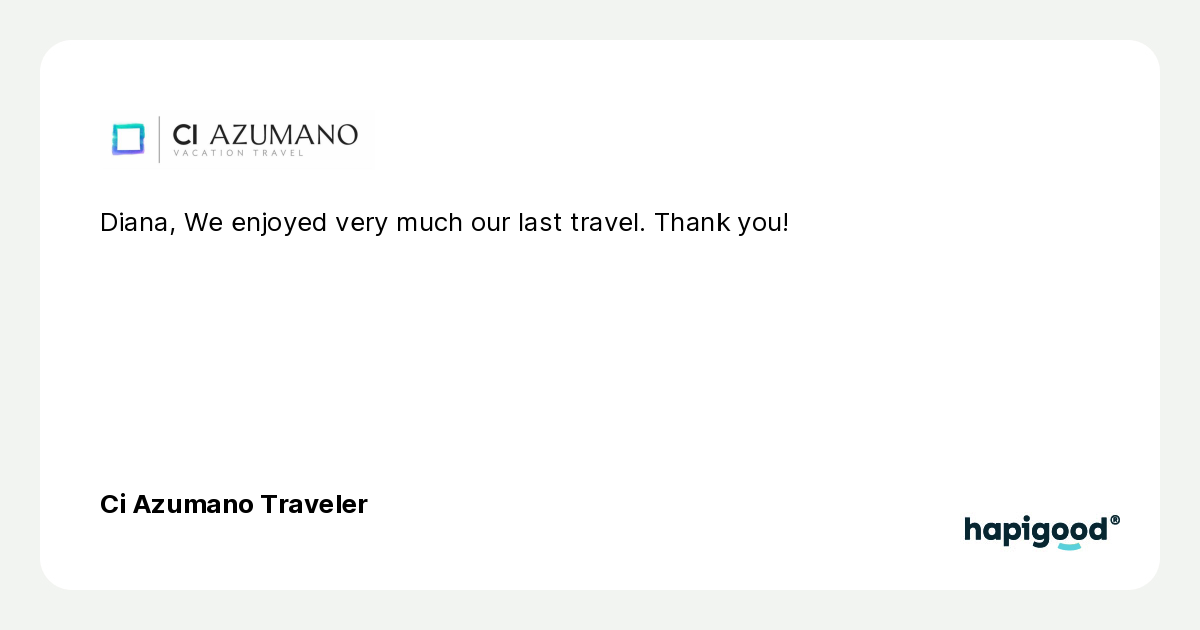 CI AZUMANO
VACATION TRAVEL
Diana, We enjoyed very much our last travel. Thank you!
Ci Azumano Traveler
hapigood®